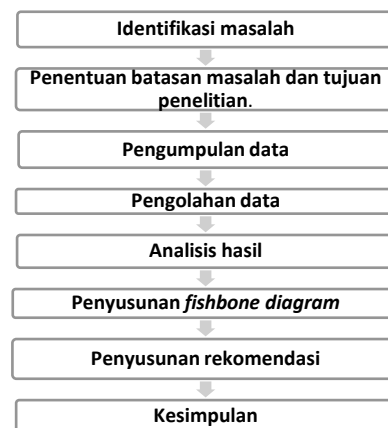 Identifikasi masalah
Penentuan batasan masalah dan tujuan
penelitian.
Pengumpulan data
Pengolahan data
Analisis hasil
Penyusunan fishbone diagram
Penyusunan rekomendasi
Kesimpulan